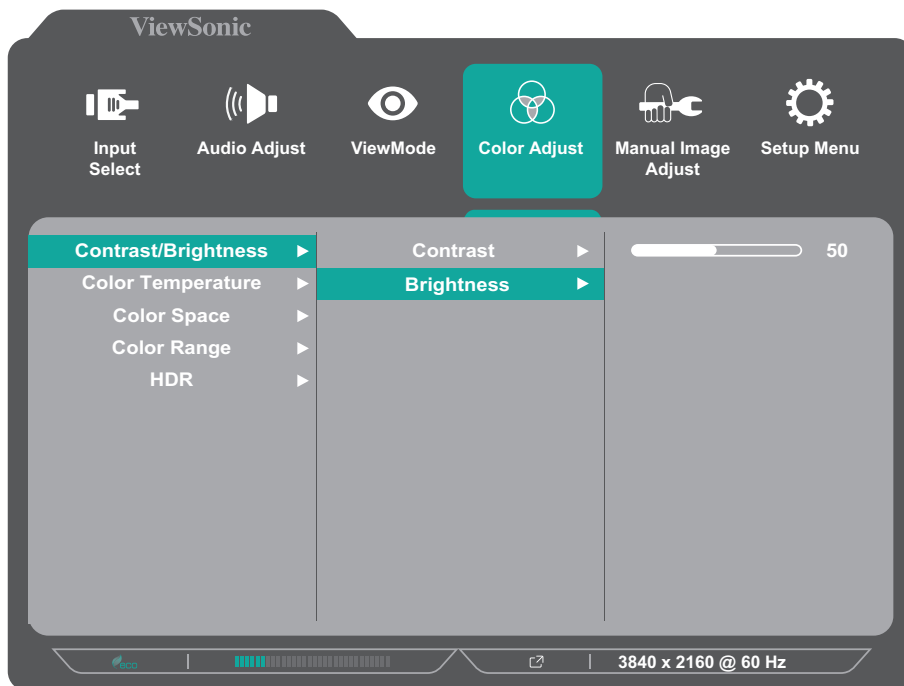 ViewSonic
Input Select
Audio Adjust
ViewMode
Color Adjust
Manual Image Adjust
Setup Menu
Contrast/Brightness
Contrast
50
Color Temperature
Brightness
Color Space
Color Range
HDR
eco
3840 x 2160 @ 60 Hz